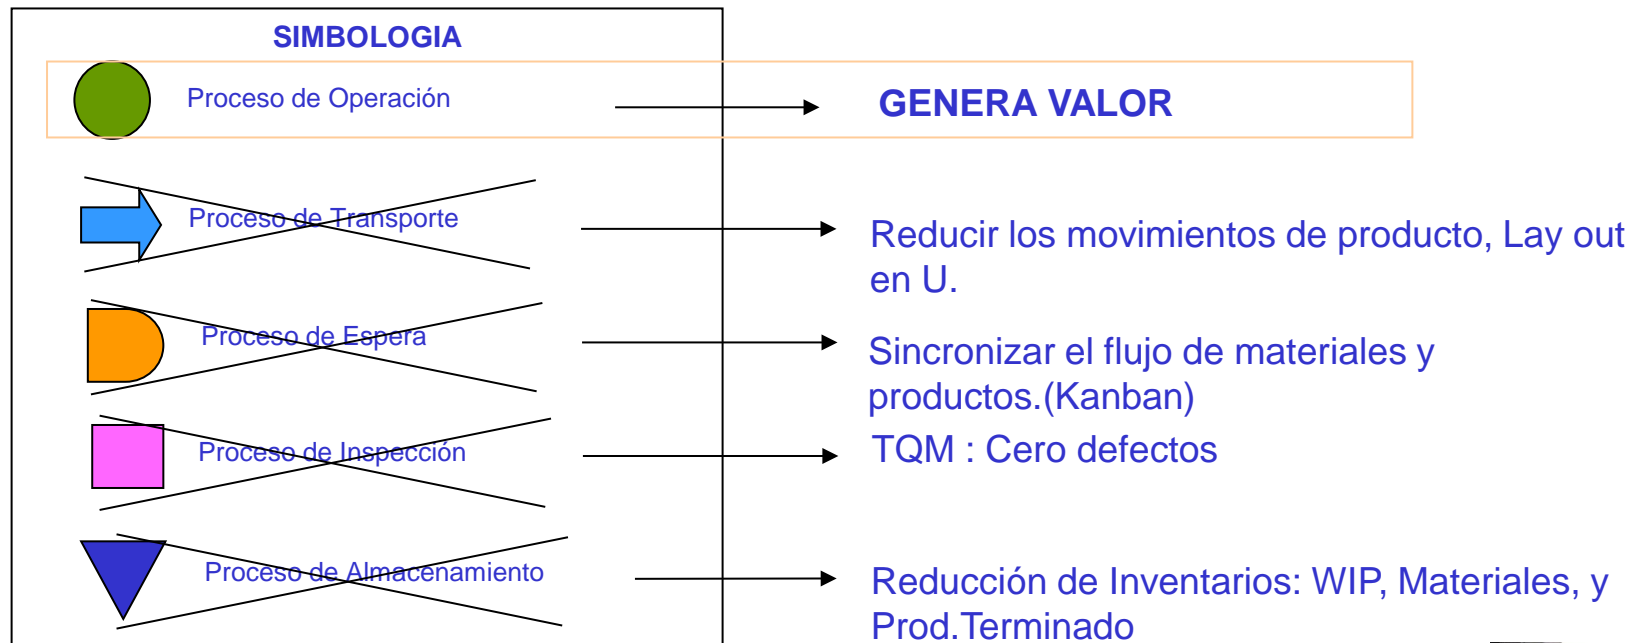 SIMBOLOGIA
Proceso de Operación
GENERA VALOR
Proceso de Transporte
Reducir los movimientos de producto, Lay out
en U.
Proceso de Espera
Sincronizar el flujo de materiales y
productos.(Kanban)
Proceso de Inspección
TQM : Cero defectos
Proceso de Almacenamiento
Reducción de Inventarios: WIP, Materiales, y
Prod.Terminado